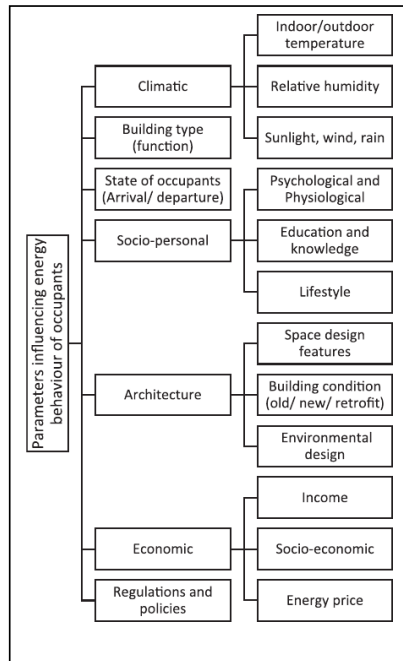 Parameters influencing energy
behaviour of occupants
Climatic
Indoor/outdoor
temperature
Relative humidity
Sunlight, wind, rain
Building type
(function)
State of occupants
(Arrival/ departure)
Socio-personal
Psychological and
Physiological
Education and
knowledge
Lifestyle
Architecture
Space design
features
Building condition
(old/ new/ retrofit)
Environmental
design
Economic
Income
Socio-economic
Energy price
Regulations and
policies